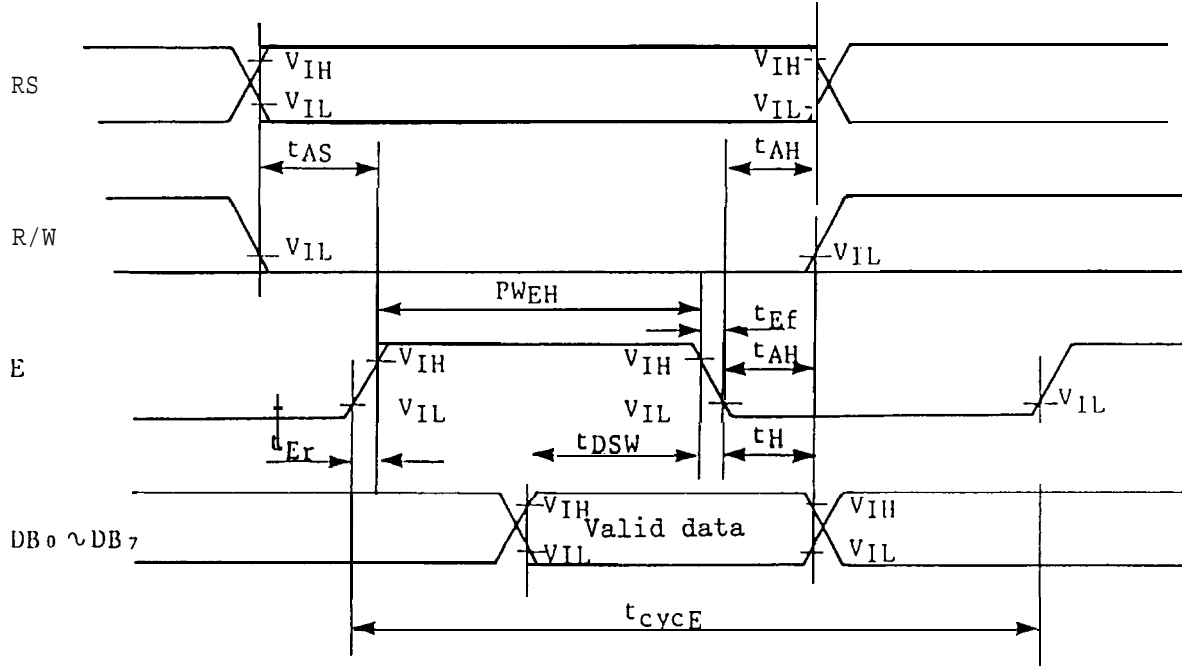 VIH VIH
RS
VIL VIL
tAS tAH
R/W VIL VIL
PWEH
tEf
tAH
E VIH VIH
VIL VIL VIL
tEr tDSW tH
VIH VIH
DB0 ~ DB7 Valid data
VIL VIL
tcycE